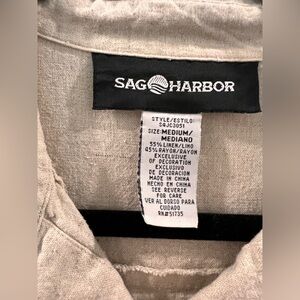 SAG HARBOR
STYLE/ESTILO:
S4JC3051
SIZE:MEDIUM/
MEDIANO
55% LINEN/LINO
45% RAYON/RAYON
EXCLUSIVE
OF DECORATION
EXCLUSIVO
DE DECORACION
MADE IN CHINA
HECHO EN CHINA
SEE REVERSE
FOR CARE
VER AL DORSO PARA
CUIDADO
RN#51735